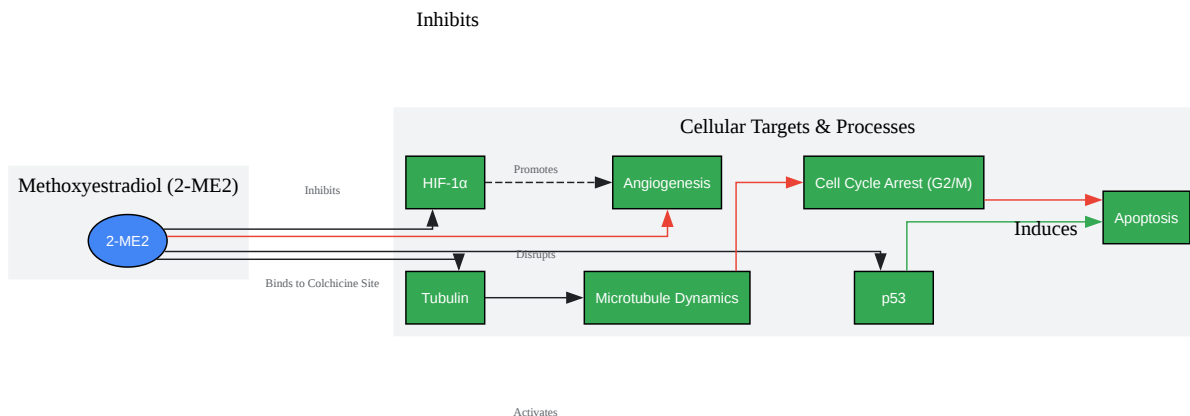 Inhibits
Cellular Targets & Processes
Methoxyestradiol (2-ME2)
Inhibits
Promotes
HIF-1α
Angiogenesis
Cell Cycle Arrest (G2/M)
Apoptosis
Induces
2-ME2
Disrupts
Binds to Colchicine Site
Tubulin
Microtubule Dynamics
p53
Activates